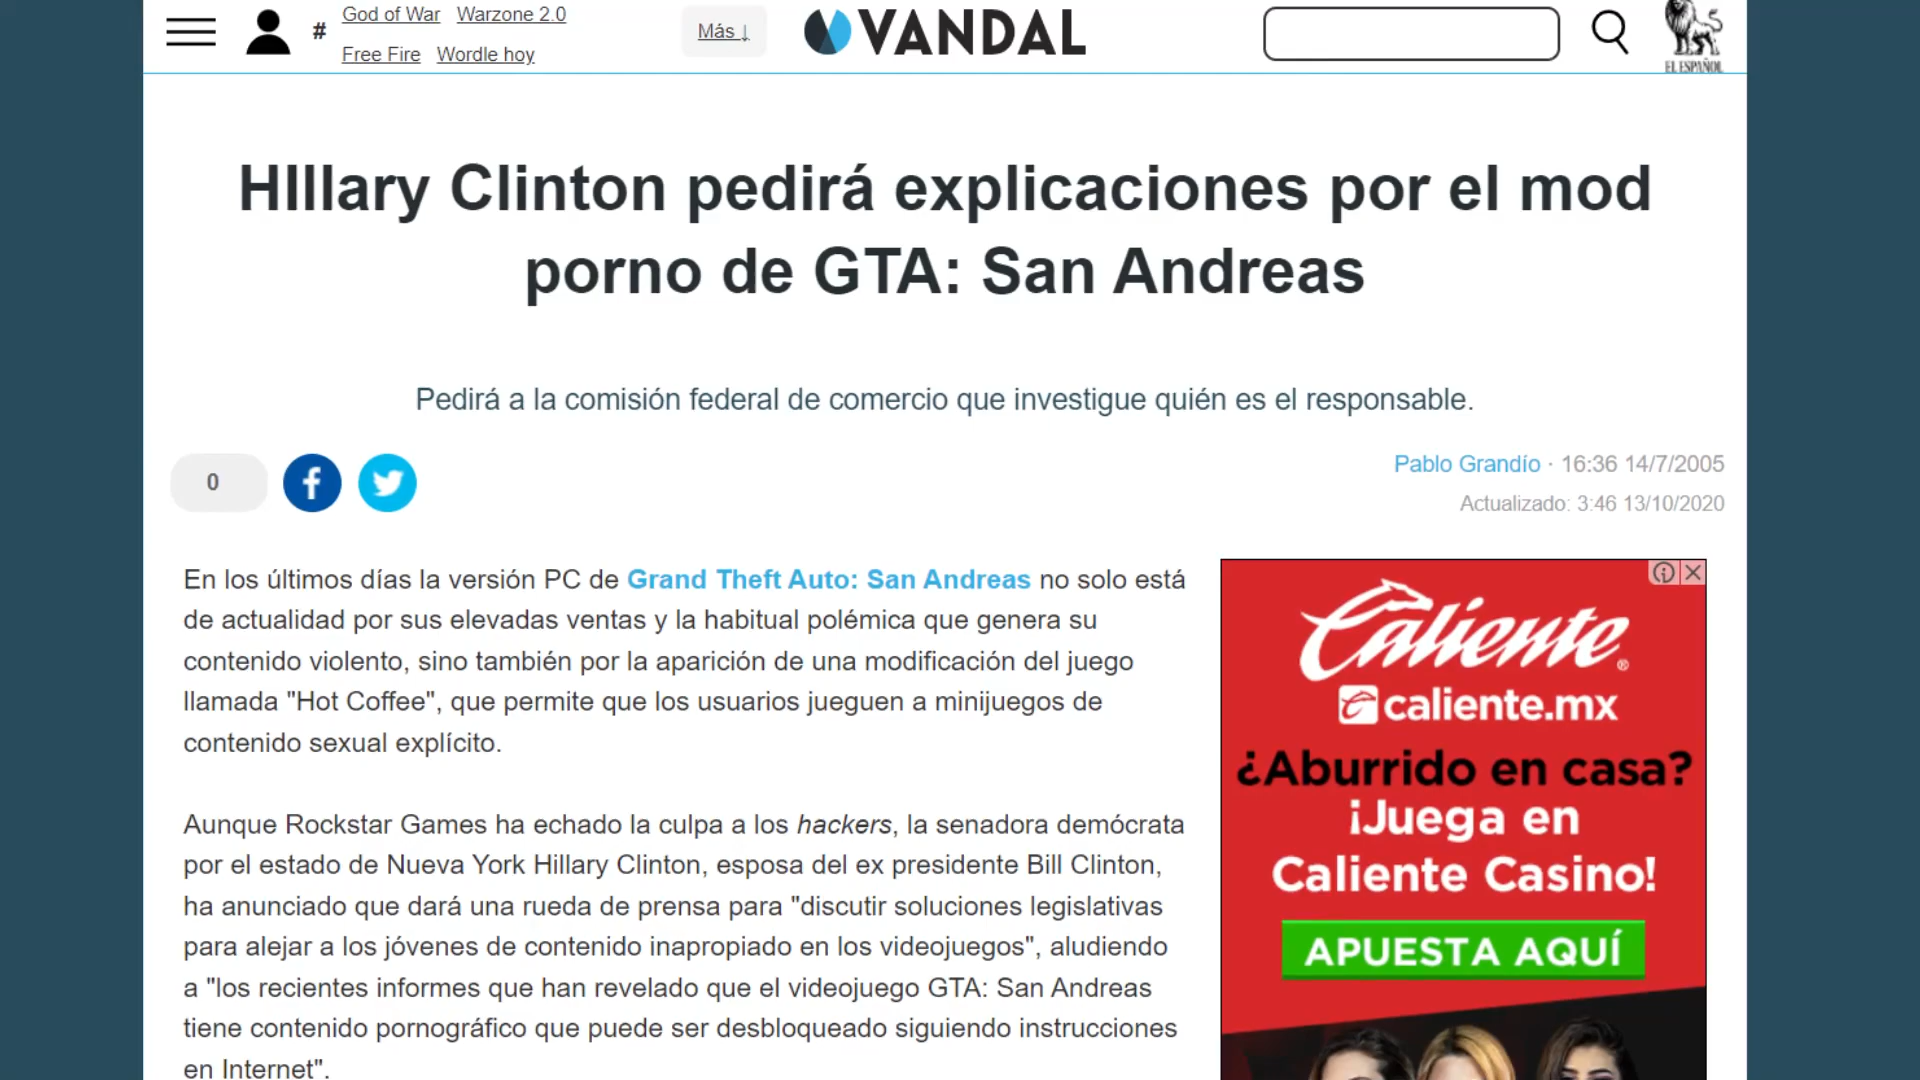 God of War Warzone 2.0
#
Free Fire Wordle hoy
Más ↓
VANDAL
EL ESPAÑOL
HIllary Clinton pedirá explicaciones por el mod
porno de GTA: San Andreas
Pedirá a la comisión federal de comercio que investigue quién es el responsable.
0
Pablo Grandío · 16:36 14/7/2005
Actualizado: 3:46 13/10/2020
En los últimos días la versión PC de Grand Theft Auto: San Andreas no solo está
de actualidad por sus elevadas ventas y la habitual polémica que genera su
contenido violento, sino también por la aparición de una modificación del juego
llamada "Hot Coffee", que permite que los usuarios jueguen a minijuegos de
contenido sexual explícito.
Aunque Rockstar Games ha echado la culpa a los hackers, la senadora demócrata
por el estado de Nueva York Hillary Clinton, esposa del ex presidente Bill Clinton,
ha anunciado que dará una rueda de prensa para "discutir soluciones legislativas
para alejar a los jóvenes de contenido inapropiado en los videojuegos", aludiendo
a "los recientes informes que han revelado que el videojuego GTA: San Andreas
tiene contenido pornográfico que puede ser desbloqueado siguiendo instrucciones
en Internet".
Caliente®
caliente.mx
¿Aburrido en casa?
¡Juega en
Caliente Casino!
APUESTA AQUÍ